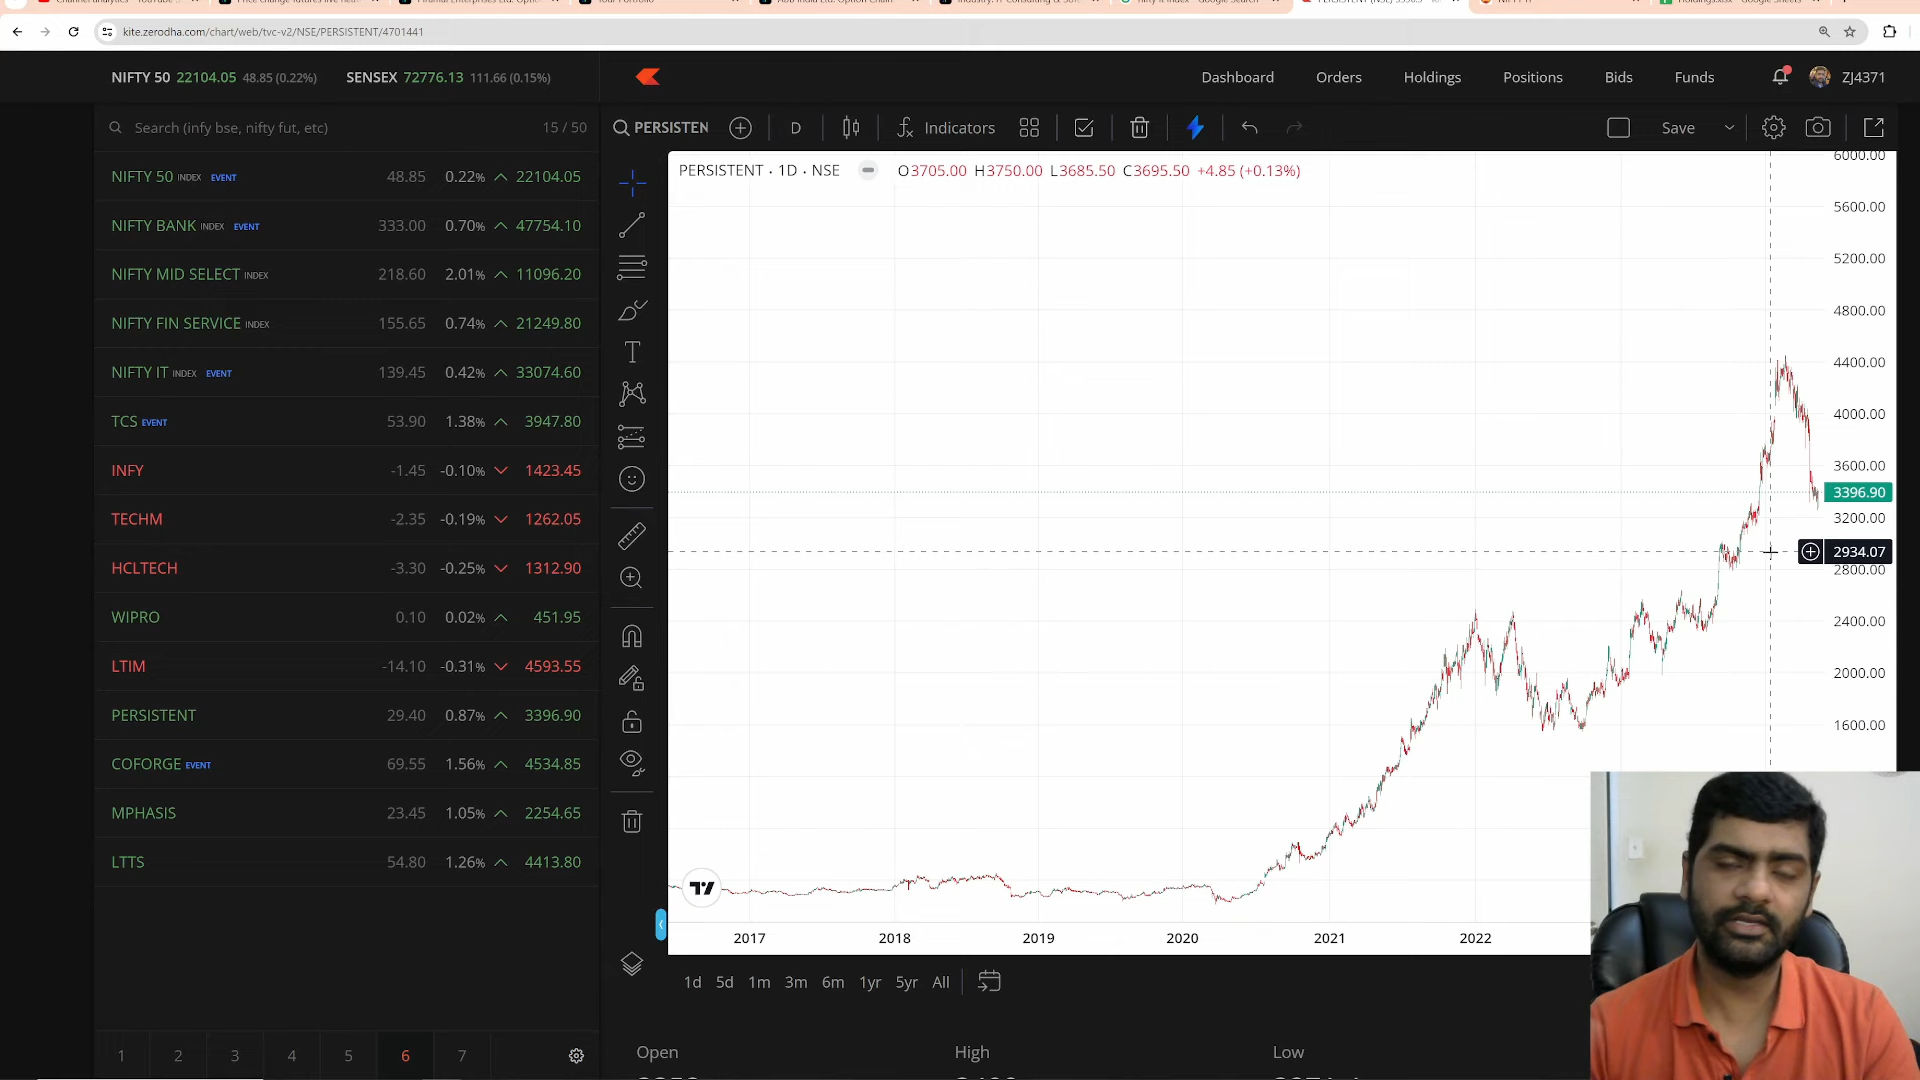 kite.zerodha.com/chart/web/tvc-v2/NSE/PERSISTENT/4701441
NIFTY 50 22104.05 48.85 (0.22%) SENSEX 72776.13 111.66 (0.15%)
Dashboard Orders Holdings Positions Bids Funds ZJ4371
Search (infy bse, nifty fut, etc) 15 / 50
PERSISTEN D Indicators Save
PERSISTENT · 1D · NSE O3705.00 H3750.00 L3685.50 C3695.50 +4.85 (+0.13%)
NIFTY 50 INDEX EVENT 48.85 0.22% 22104.05
NIFTY BANK INDEX EVENT 333.00 0.70% 47754.10
NIFTY MID SELECT INDEX 218.60 2.01% 11096.20
NIFTY FIN SERVICE INDEX 155.65 0.74% 21249.80
NIFTY IT INDEX EVENT 139.45 0.42% 33074.60
TCS EVENT 53.90 1.38% 3947.80
INFY -1.45 -0.10% 1423.45
TECHM -2.35 -0.19% 1262.05
HCLTECH -3.30 -0.25% 1312.90
WIPRO 0.10 0.02% 451.95
LTIM -14.10 -0.31% 4593.55
PERSISTENT 29.40 0.87% 3396.90
COFORGE EVENT 69.55 1.56% 4534.85
MPHASIS 23.45 1.05% 2254.65
LTTS 54.80 1.26% 4413.80
6000.00
5600.00
5200.00
4800.00
4400.00
4000.00
3600.00
3396.90
3200.00
2934.07
2800.00
2400.00
2000.00
1600.00
2017 2018 2019 2020 2021 2022
1d 5d 1m 3m 6m 1yr 5yr All
1 2 3 4 5 6 7
Open High Low